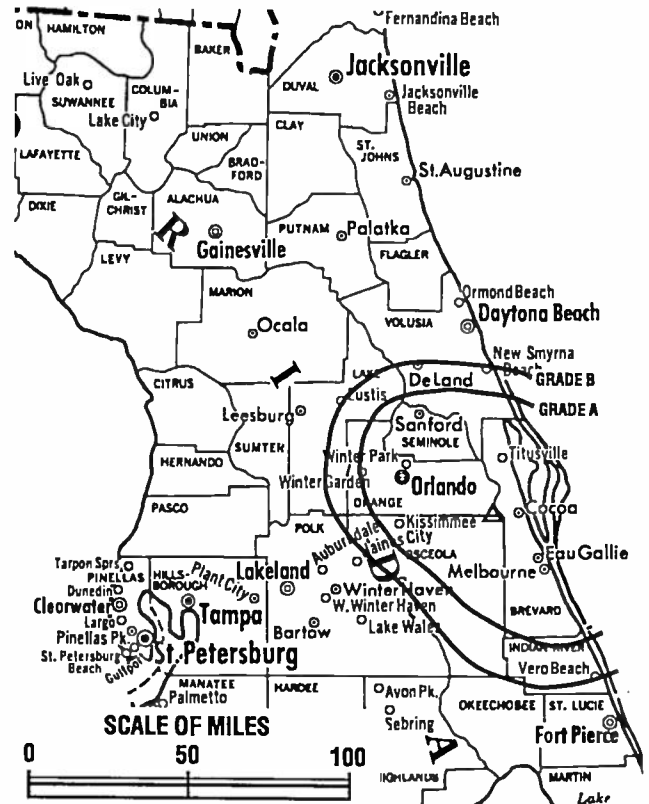 ON
HAMILTON
BAKER
Fernandina Beach
Live Oak
SUWANNEE
COLUM-
BIA
Lake City
DUVAL
Jacksonville
Jacksonville
Beach
UNION
CLAY
LAFAYETTE
BRAD-
FORD
ST.
JOHNS
St. Augustine
DIXIE
GIL-
CHRIST
ALACHUA
R
Gainesville
PUTNAM
Palatka
FLAGLER
LEVY
MARION
Ormond Beach
VOLUSIA
Daytona Beach
Ocala
New Smyrna
Beach
I
LAKE
DeLand
GRADE B
CITRUS
Eustis
GRADE A
Leesburg
Sanford
SEMINOLE
SUMTER
HERNANDO
Winter Park
Titusville
Winter Garden
Orlando
ORANGE
PASCO
POLK
Kissimmee
Cocoa
Auburndale
Haines City
OSCEOLA
D
Eau Gallie
Melbourne
Tarpon Sprs.
PINELLAS
HILLS-
BOROUGH
Plant City
Lakeland
Dunedin
Winter Haven
Clearwater
Tampa
W. Winter Haven
BREVARD
Largo
Bartow
Lake Wales
Pinellas Pk.
St. Petersburg
INDIAN RIVER
St. Petersburg
Beach
Gulfport
Vero Beach
MANATEE
HARDEE
Palmetto
Avon Pk.
OKEECHOBEE
ST. LUCIE
Sebring
Fort Pierce
SCALE OF MILES
A
0 50 100
HIGHLANDS
MARTIN
Lake